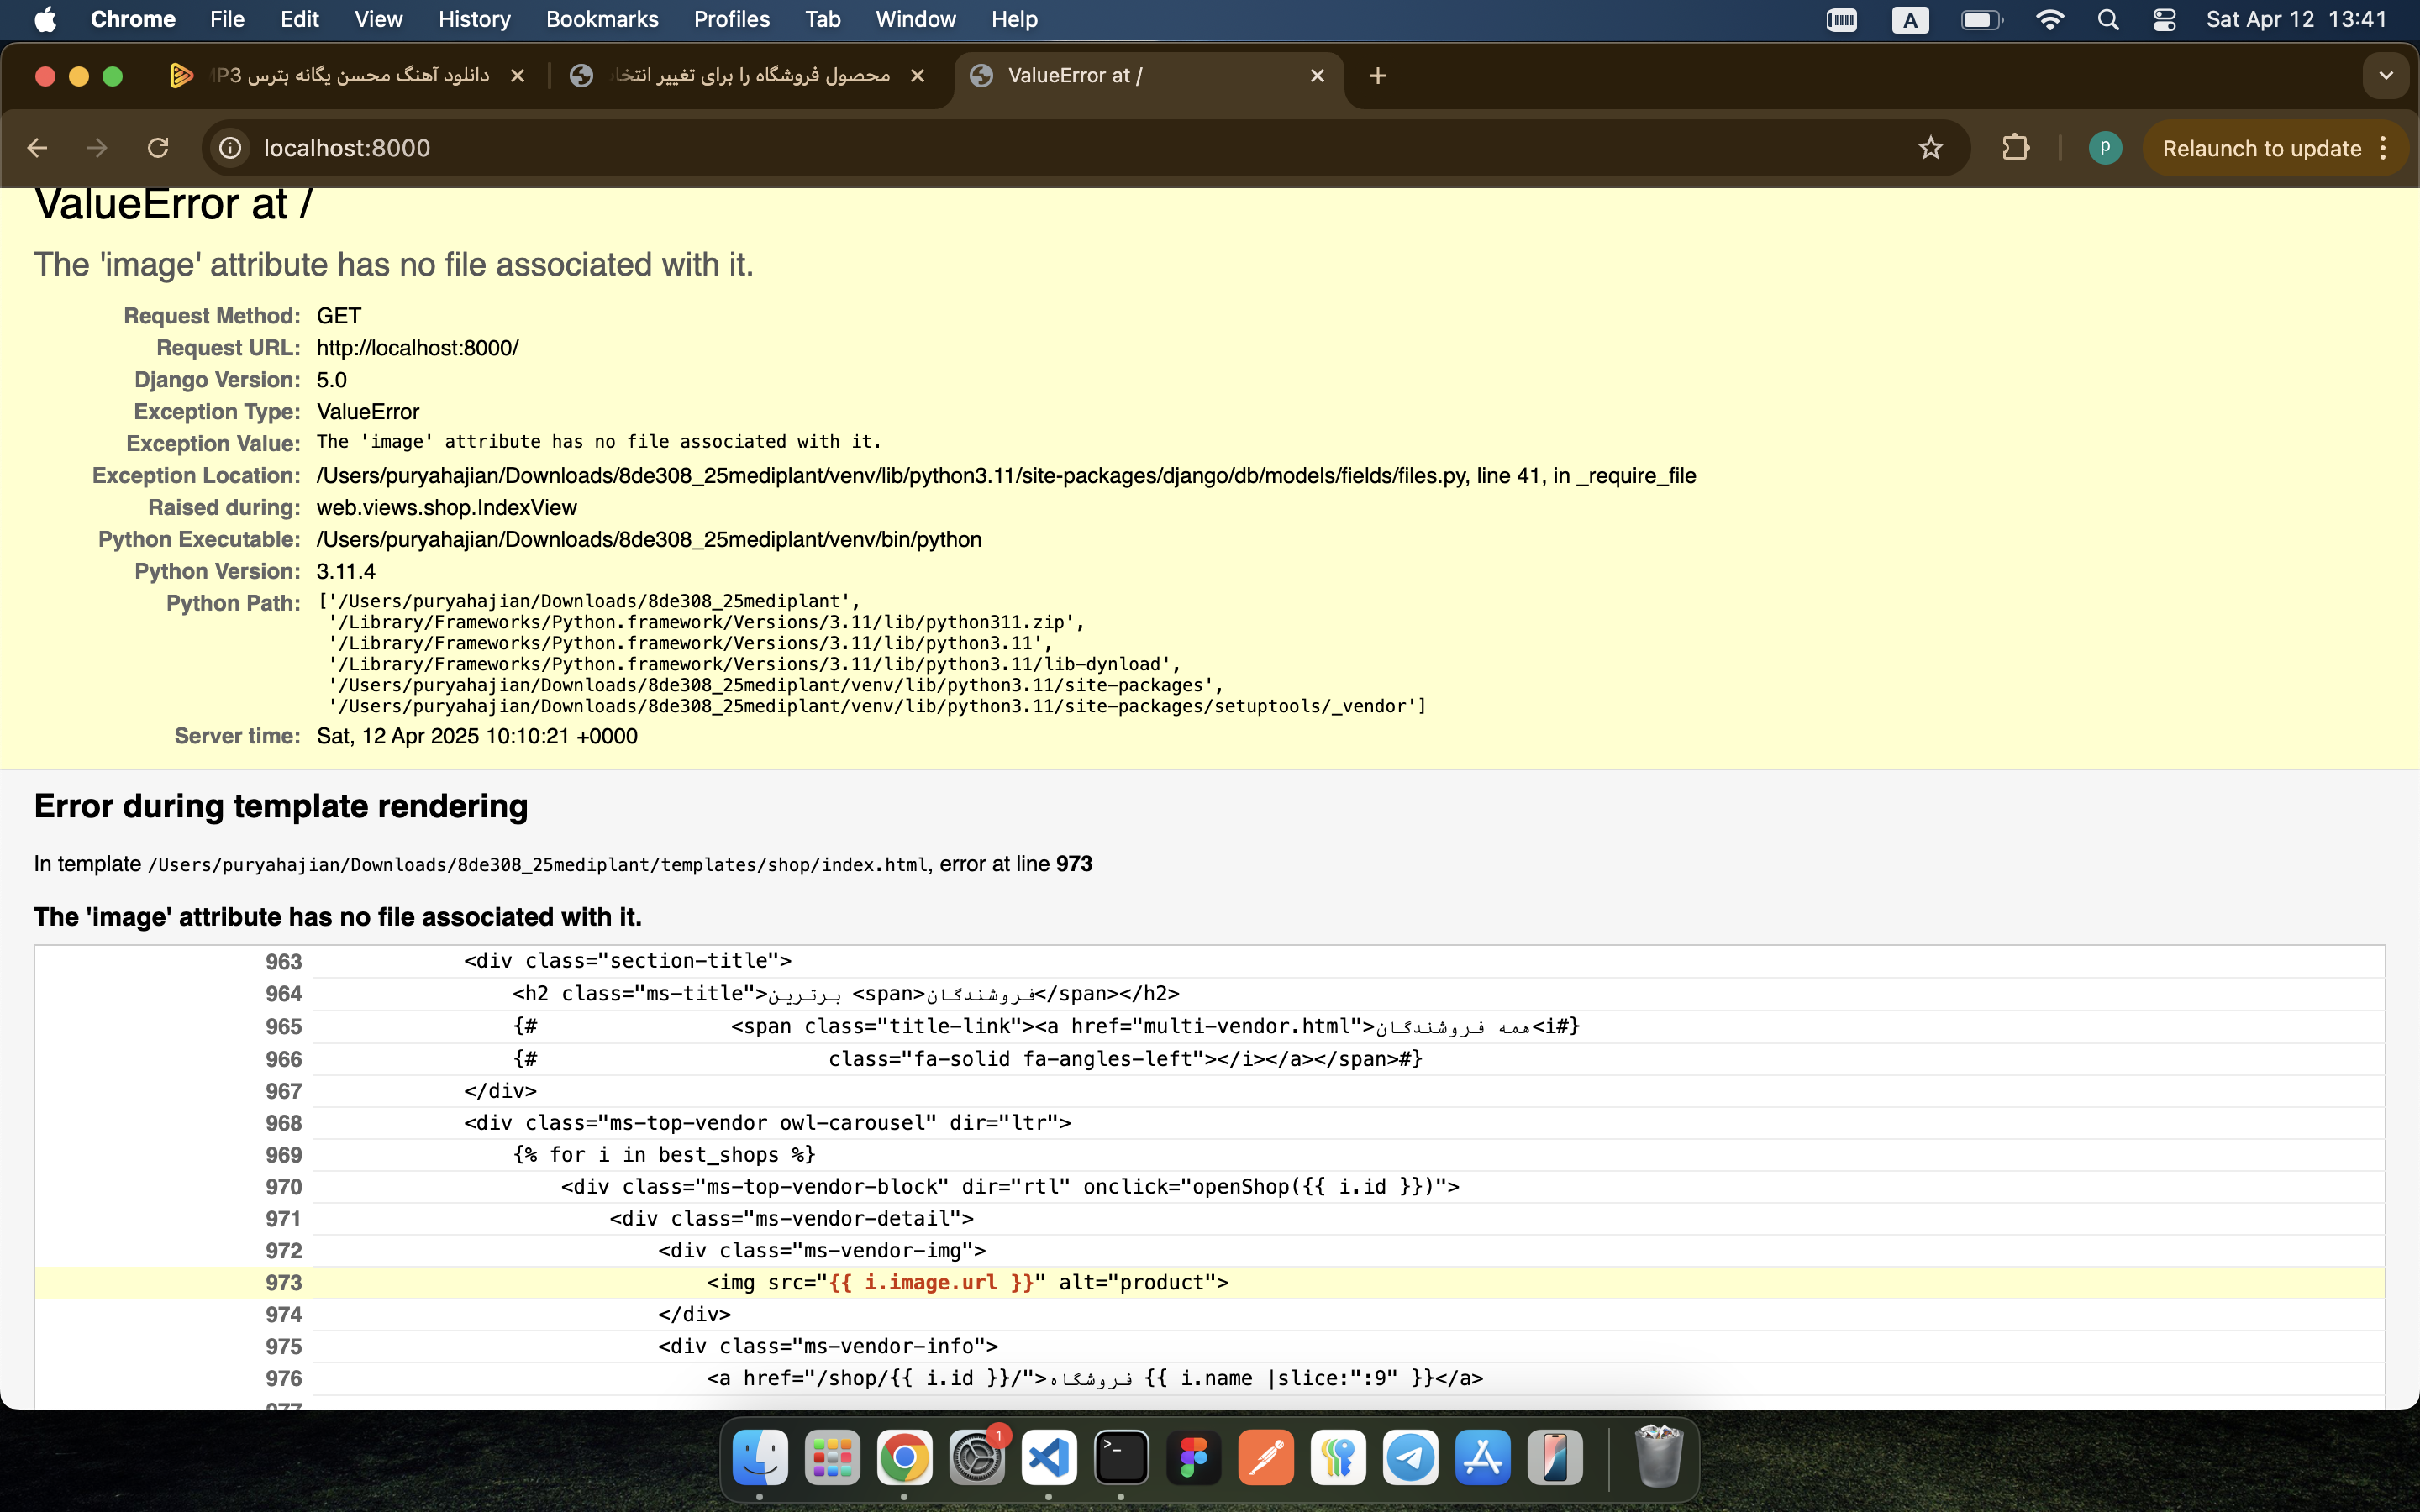 Chrome File Edit View History Bookmarks Profiles Tab Window Help A Sat Apr 12 13:41
دانلود آهنگ محسن یگانه بترس MP3 محصول فروشگاه را برای تغییر ValueError at /
localhost:8000 p Relaunch to update
ValueError at /
The 'image' attribute has no file associated with it.
Request Method: GET
Request URL: http://localhost:8000/
Django Version: 5.0
Exception Type: ValueError
Exception Value: The 'image' attribute has no file associated with it.
Exception Location: /Users/puryahajian/Downloads/8de308_25mediplant/venv/lib/python3.11/site-packages/django/db/models/fields/files.py, line 41, in _require_file
Raised during: web.views.shop.IndexView
Python Executable: /Users/puryahajian/Downloads/8de308_25mediplant/venv/bin/python
Python Version: 3.11.4
Python Path: ['/Users/puryahajian/Downloads/8de308_25mediplant',
'/Library/Frameworks/Python.framework/Versions/3.11/lib/python311.zip',
'/Library/Frameworks/Python.framework/Versions/3.11/lib/python3.11',
'/Library/Frameworks/Python.framework/Versions/3.11/lib/python3.11/lib-dynload',
'/Users/puryahajian/Downloads/8de308_25mediplant/venv/lib/python3.11/site-packages',
'/Users/puryahajian/Downloads/8de308_25mediplant/venv/lib/python3.11/site-packages/setuptools/_vendor']
Server time: Sat, 12 Apr 2025 10:10:21 +0000
Error during template rendering
In template /Users/puryahajian/Downloads/8de308_25mediplant/templates/shop/index.html, error at line 973
The 'image' attribute has no file associated with it.
963 <div class="section-title">
964 <h2 class="ms-title">برترین <span>فروشندگان</span></h2>
965 {# <span class="title-link"><a href="multi-vendor.html">همه فروشندگان<i#}
966 {# class="fa-solid fa-angles-left"></i></a></span>#}
967 </div>
968 <div class="ms-top-vendor owl-carousel" dir="ltr">
969 {% for i in best_shops %}
970 <div class="ms-top-vendor-block" dir="rtl" onclick="openShop({{ i.id }})">
971 <div class="ms-vendor-detail">
972 <div class="ms-vendor-img">
973 <img src="{{ i.image.url }}" alt="product">
974 </div>
975 <div class="ms-vendor-info">
976 <a href="/shop/{{ i.id }}/">فروشگاه {{ i.name |slice:":9" }}</a>
977
1